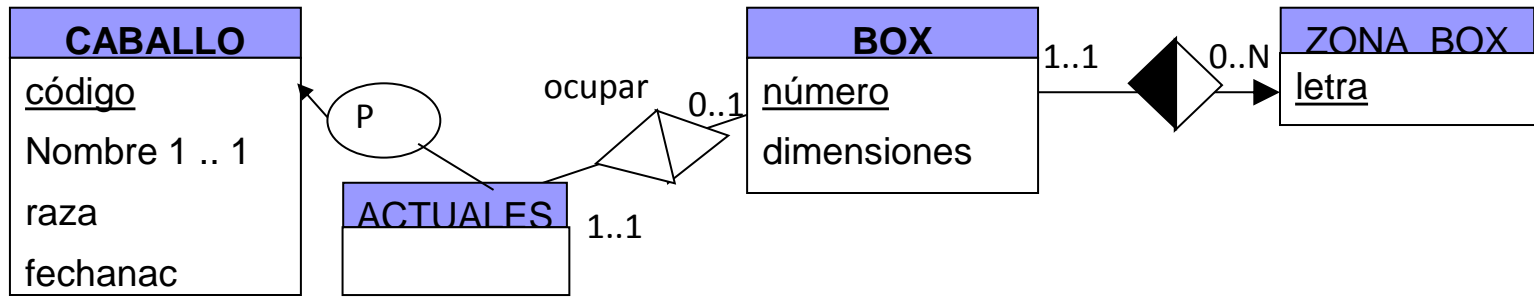 CABALLO
código
Nombre 1 .. 1
raza
fechanac
P
ACTUALES
1..1
ocupar
0..1
BOX
número
dimensiones
1..1
0..N
ZONA_BOX
letra